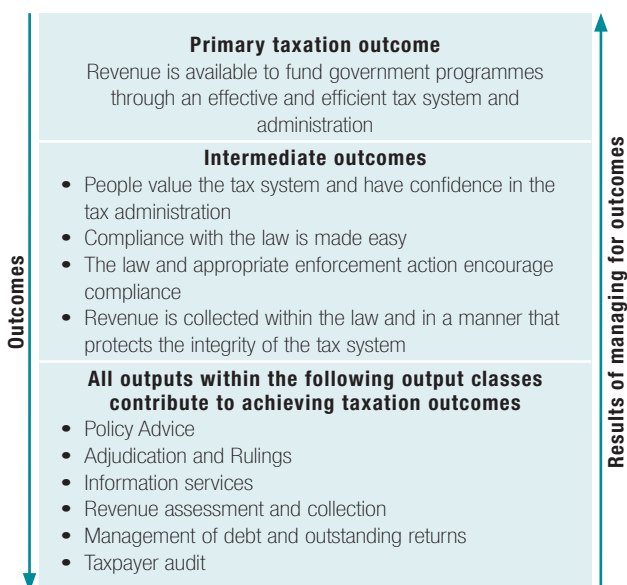 Primary taxation outcome
Revenue is available to fund government programmes
through an effective and efficient tax system and
administration
Intermediate outcomes
• People value the tax system and have confidence in the
tax administration
• Compliance with the law is made easy
• The law and appropriate enforcement action encourage
compliance
• Revenue is collected within the law and in a manner that
protects the integrity of the tax system
All outputs within the following output classes
contribute to achieving taxation outcomes
• Policy Advice
• Adjudication and Rulings
• Information services
• Revenue assessment and collection
• Management of debt and outstanding returns
• Taxpayer audit
Outcomes
Results of managing for outcomes